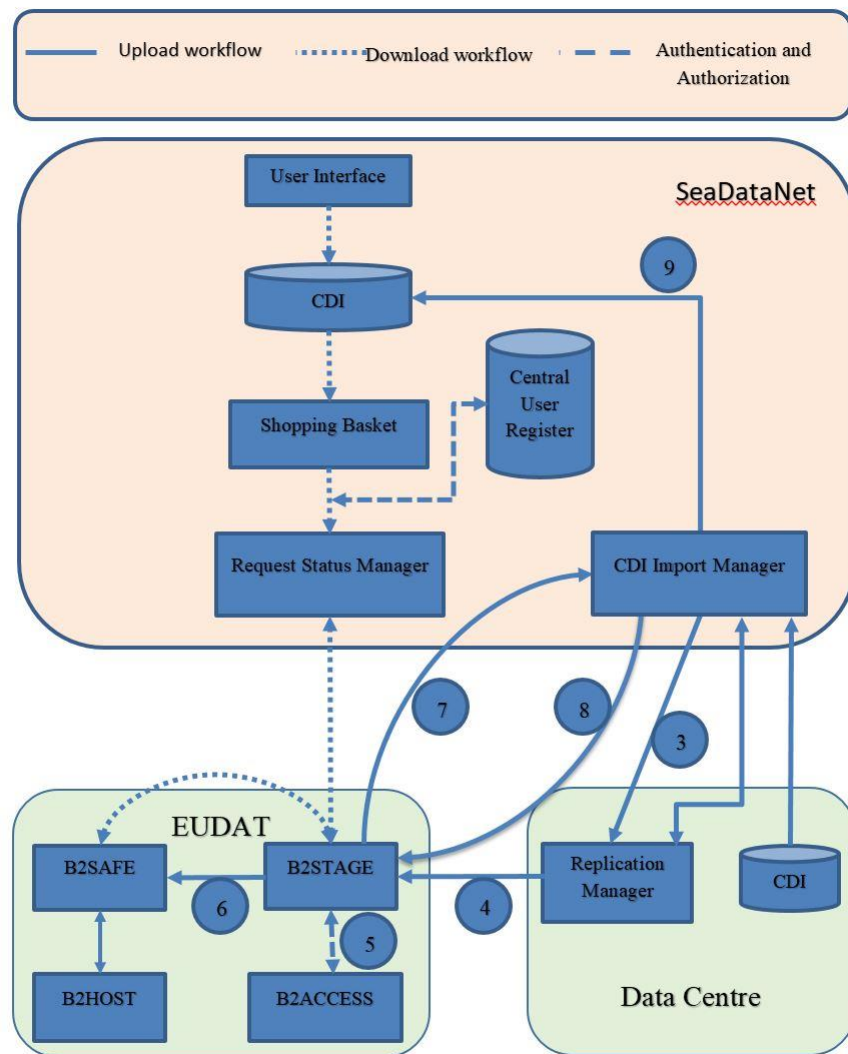 Upload workflow
Download workflow
Authentication and
Authorization
User Interface
SeaDataNet
9
CDI
Central
User
Register
Shopping Basket
Request Status Manager
CDI Import Manager
7
8
3
EUDAT
B2SAFE
B2STAGE
Replication
Manager
CDI
6
4
5
B2HOST
B2ACCESS
Data Centre